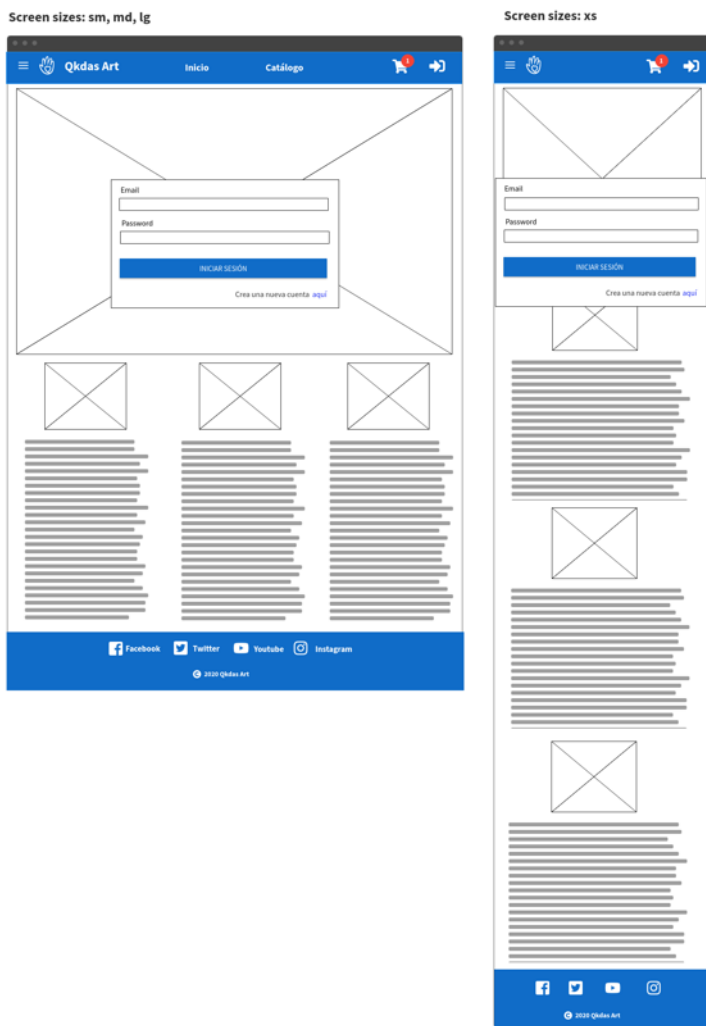 Screen sizes: sm, md, lg
Qkdas Art Inicio Catálogo 1
Email
Password
INICIAR SESIÓN
Crea una nueva cuenta aquí
Facebook Twitter Youtube Instagram
© 2020 Qkdas Art
Screen sizes: xs
1
Email
Password
INICIAR SESIÓN
Crea una nueva cuenta aquí
© 2020 Qkdas Art